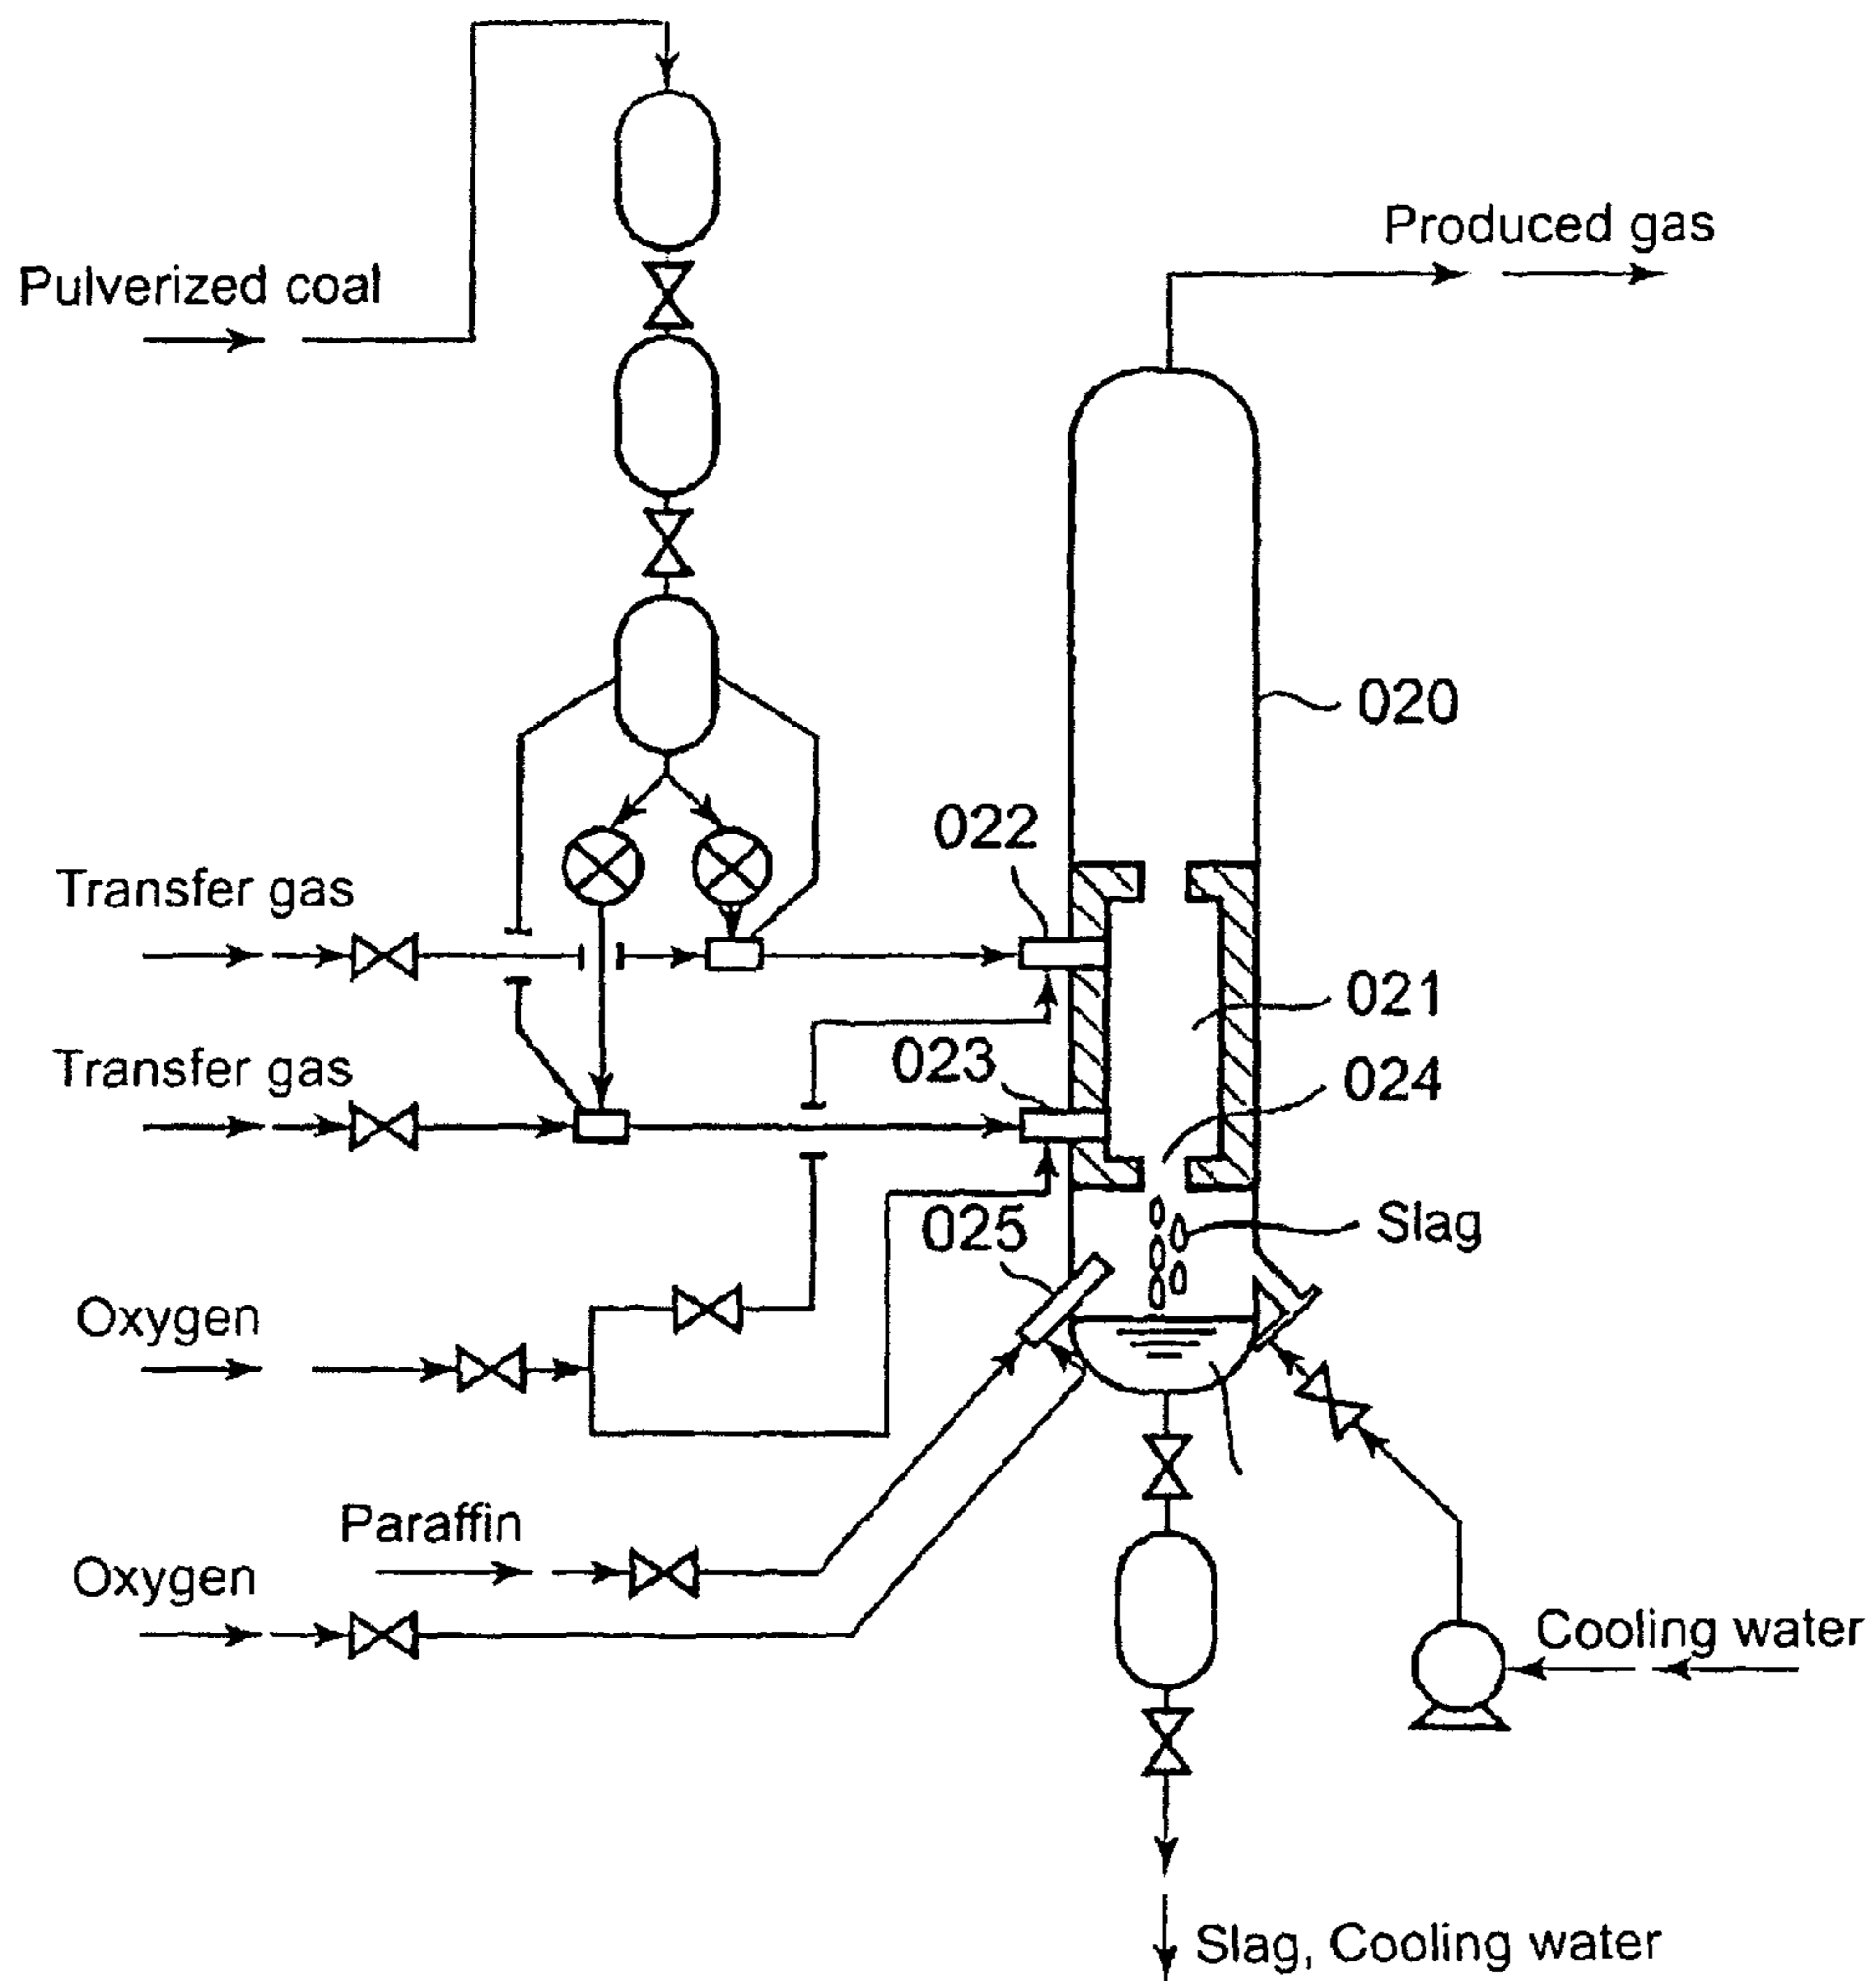 Produced gas
Pulverized coal
020
022
Transfer gas
021
023
Transfer gas
024
025
Slag
Oxygen
Paraffin
Oxygen
Cooling water
Slag, Cooling water